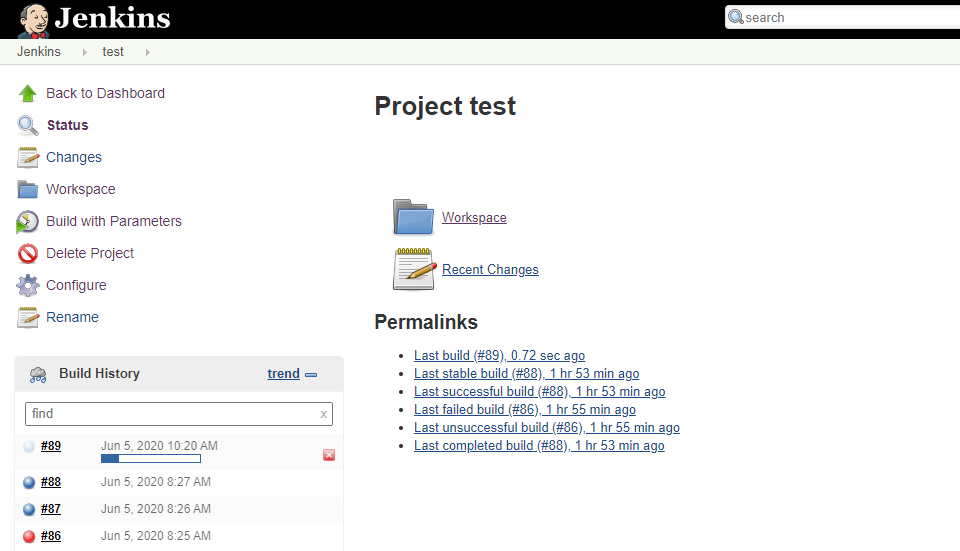 Jenkins
search
Jenkins test
Back to Dashboard
Status
Changes
Workspace
Build with Parameters
Delete Project
Configure
Rename
Build History trend
find x
#89 Jun 5, 2020 10:20 AM
#88 Jun 5, 2020 8:27 AM
#87 Jun 5, 2020 8:26 AM
#86 Jun 5, 2020 8:25 AM
Project test
Workspace
Recent Changes
Permalinks
Last build (#89), 0.72 sec ago
Last stable build (#88), 1 hr 53 min ago
Last successful build (#88), 1 hr 53 min ago
Last failed build (#86), 1 hr 55 min ago
Last unsuccessful build (#86), 1 hr 55 min ago
Last completed build (#88), 1 hr 53 min ago